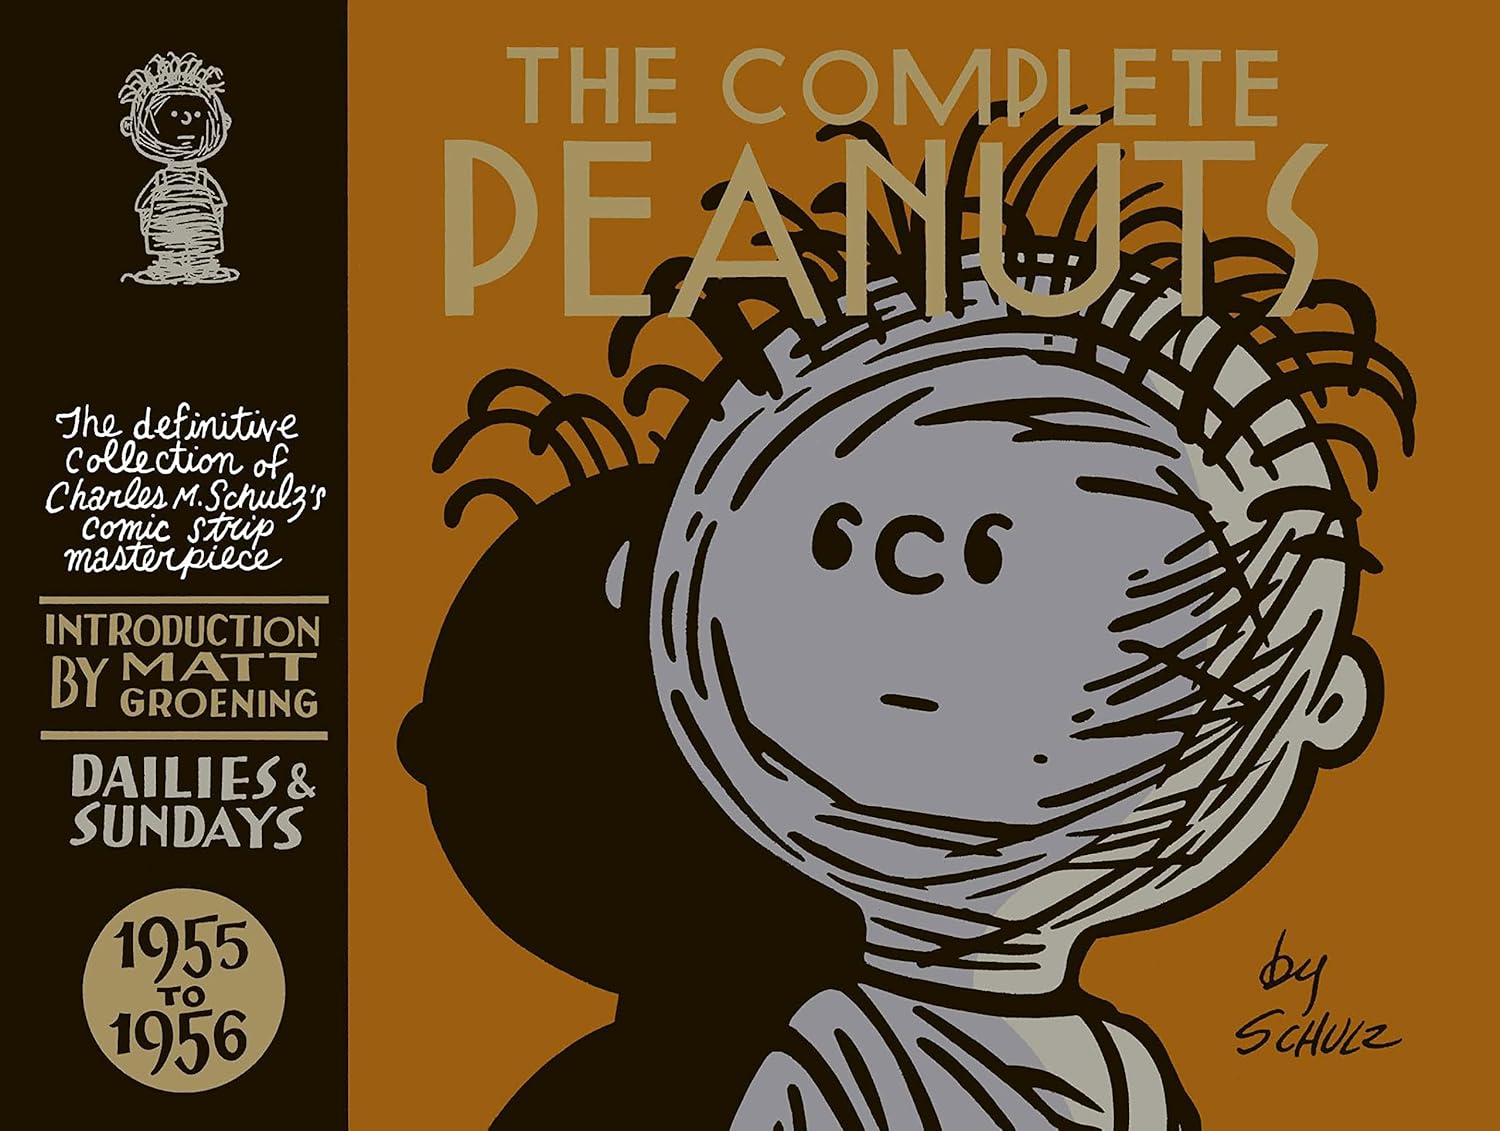 The definitive
collection of
Charles M. Schulz's
comic strip
masterpiece
INTRODUCTION
BY MATT
GROENING
DAILIES &
SUNDAYS
1955
TO
1956
THE COMPLETE
PEANUTS
by
SCHULZ